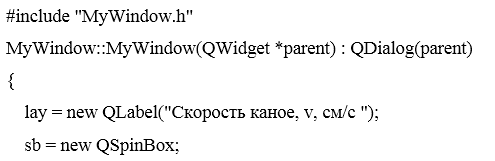 #include "MyWindow.h"
MyWindow::MyWindow(QWidget *parent) : QDialog(parent)
{
lay = new QLabel("Скорость каное, v, см/с ");
sb = new QSpinBox;